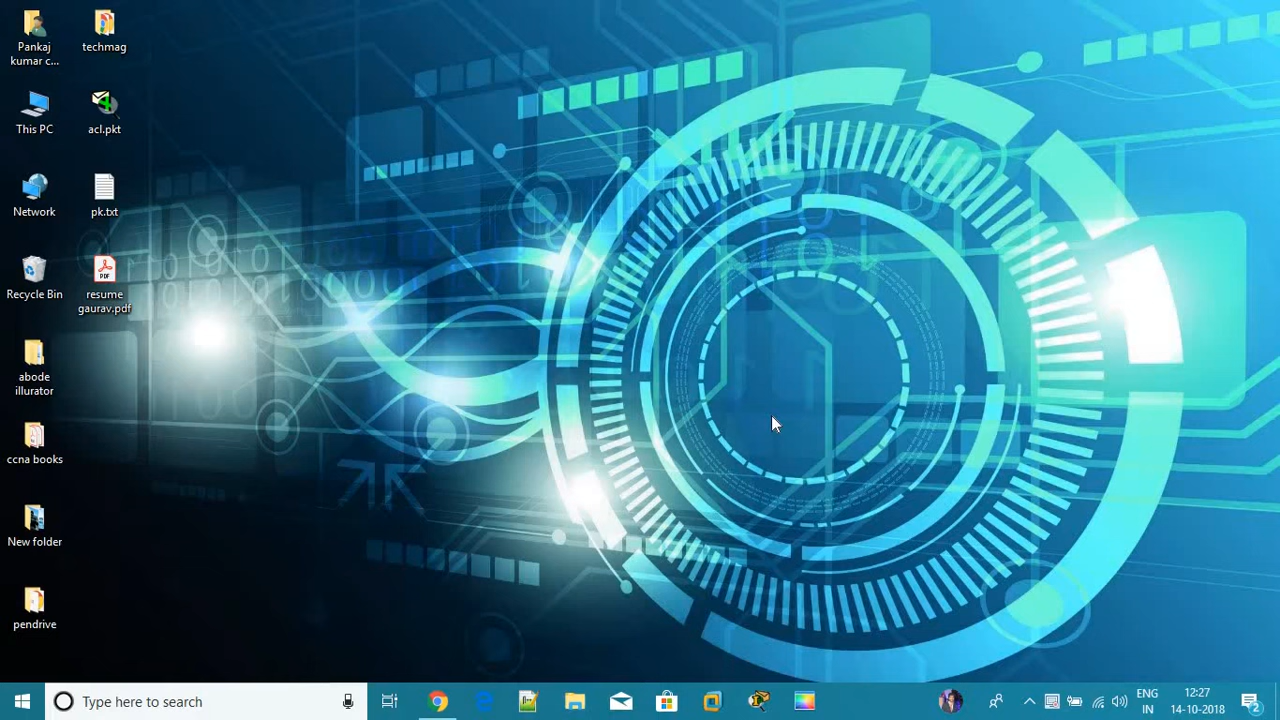 Pankaj
kumar c...
techmag
This PC
acl.pkt
Network
pk.txt
Recycle Bin
resume
gaurav.pdf
abode
illurator
ccna books
New folder
pendrive
Type here to search
ENG
IN
12:27
14-10-2018
2